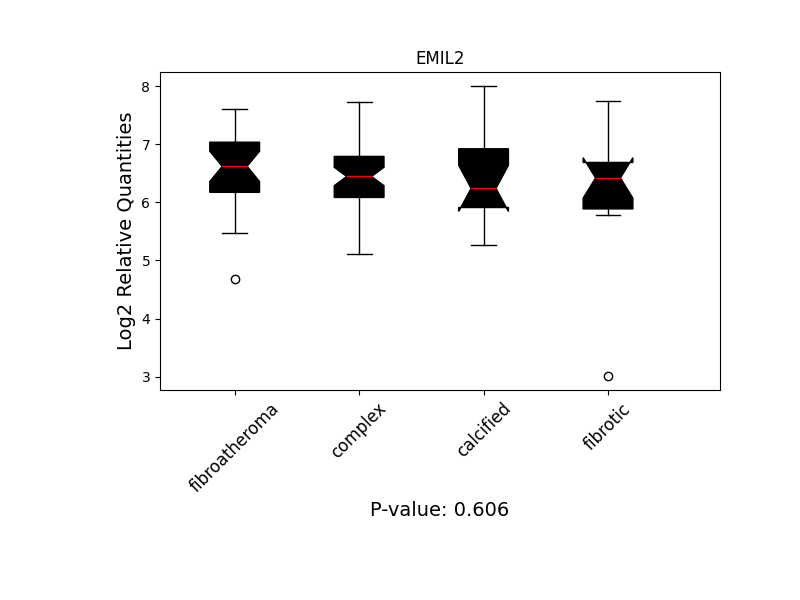 EMIL2
Log2 Relative Quantities
8
7
6
5
4
3
fibroatheroma
complex
calcified
fibrotic
P-value: 0.606